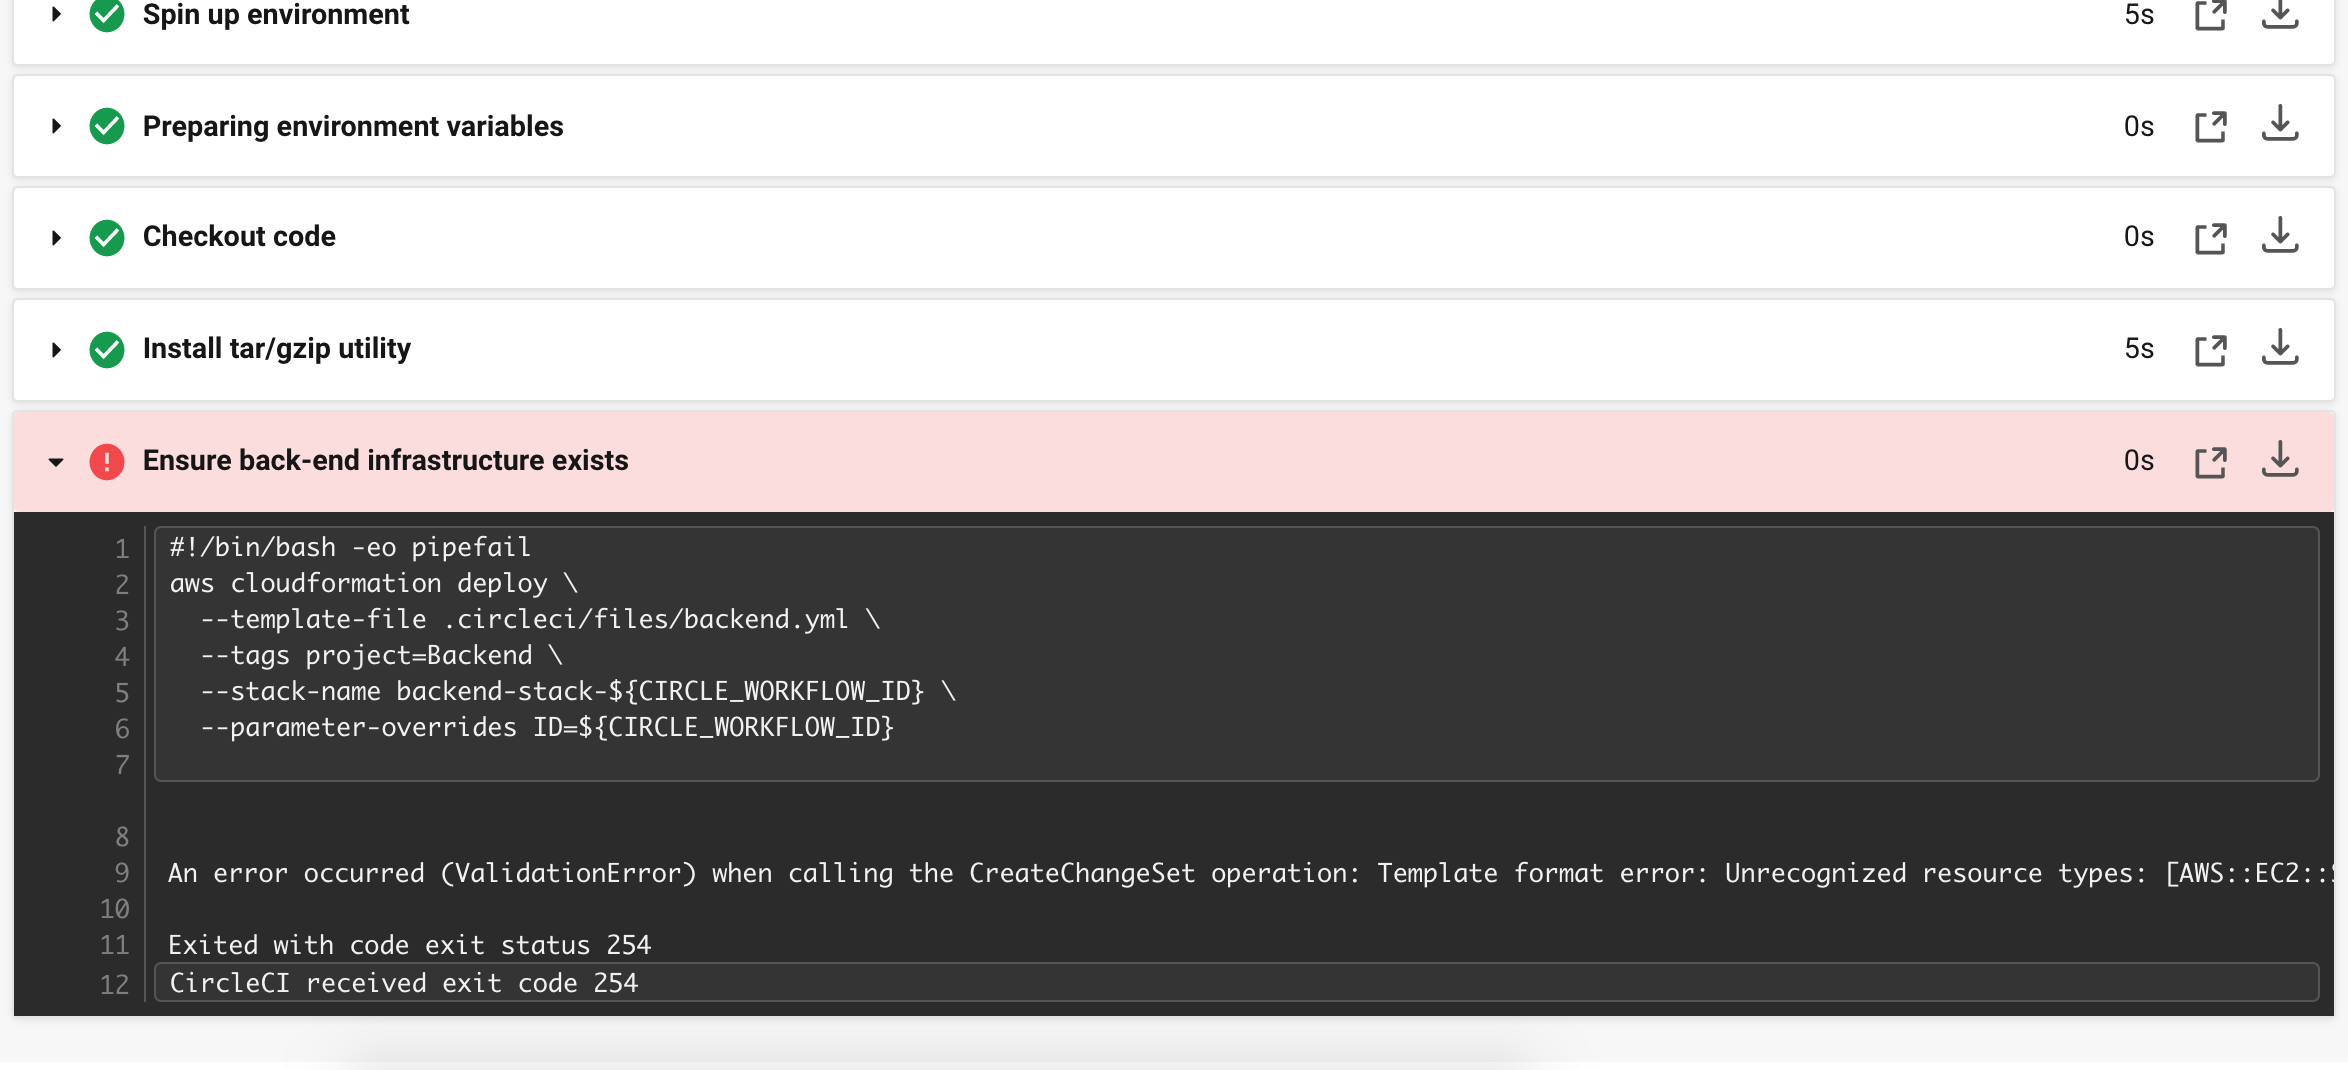 Spin up environment 5s
Preparing environment variables 0s
Checkout code 0s
Install tar/gzip utility 5s
Ensure back-end infrastructure exists 0s
1 #!/bin/bash -eo pipefail
2 aws cloudformation deploy \
3 --template-file .circleci/files/backend.yml \
4 --tags project=Backend \
5 --stack-name backend-stack-${CIRCLE_WORKFLOW_ID} \
6 --parameter-overrides ID=${CIRCLE_WORKFLOW_ID}
7
8
9 An error occurred (ValidationError) when calling the CreateChangeSet operation: Template format error: Unrecognized resource types: [AWS::EC2::
10
11 Exited with code exit status 254
12 CircleCI received exit code 254